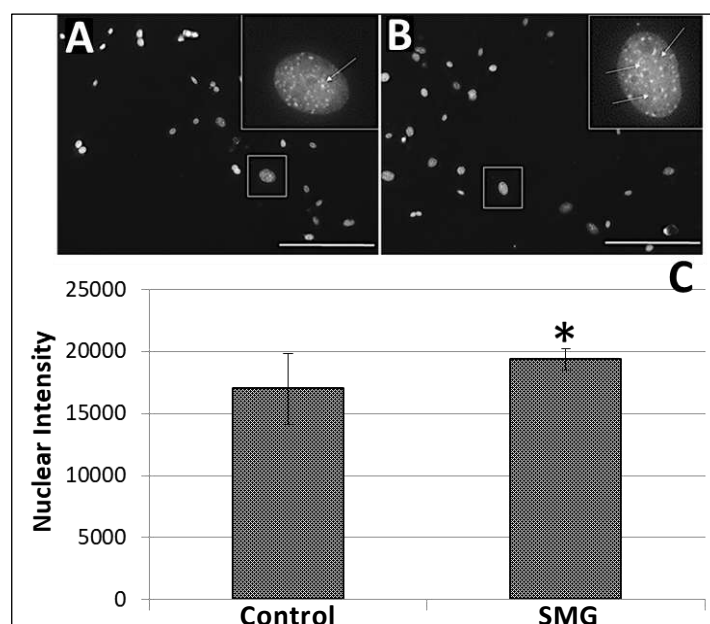 A
B
C
25000
20000
15000
10000
5000
0
Nuclear Intensity
*
Control
SMG